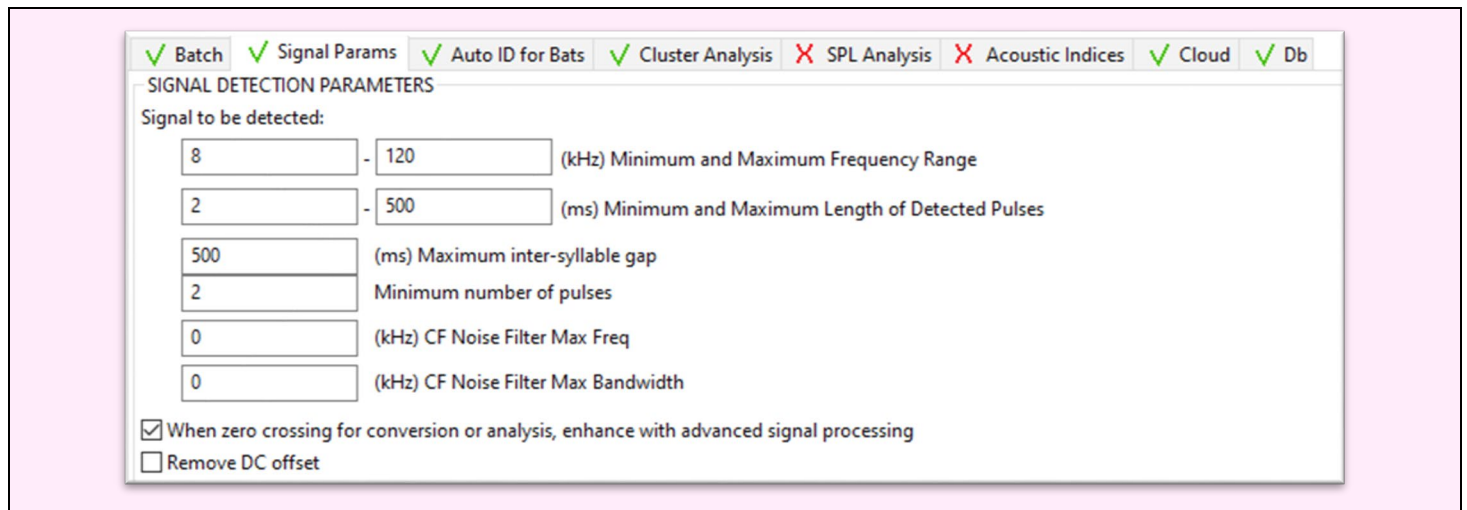 Batch Signal Params Auto ID for Bats Cluster Analysis SPL Analysis Acoustic Indices Cloud Db
SIGNAL DETECTION PARAMETERS
Signal to be detected:
8 - 120 (kHz) Minimum and Maximum Frequency Range
2 - 500 (ms) Minimum and Maximum Length of Detected Pulses
500 (ms) Maximum inter-syllable gap
2 Minimum number of pulses
0 (kHz) CF Noise Filter Max Freq
0 (kHz) CF Noise Filter Max Bandwidth
When zero crossing for conversion or analysis, enhance with advanced signal processing
Remove DC offset